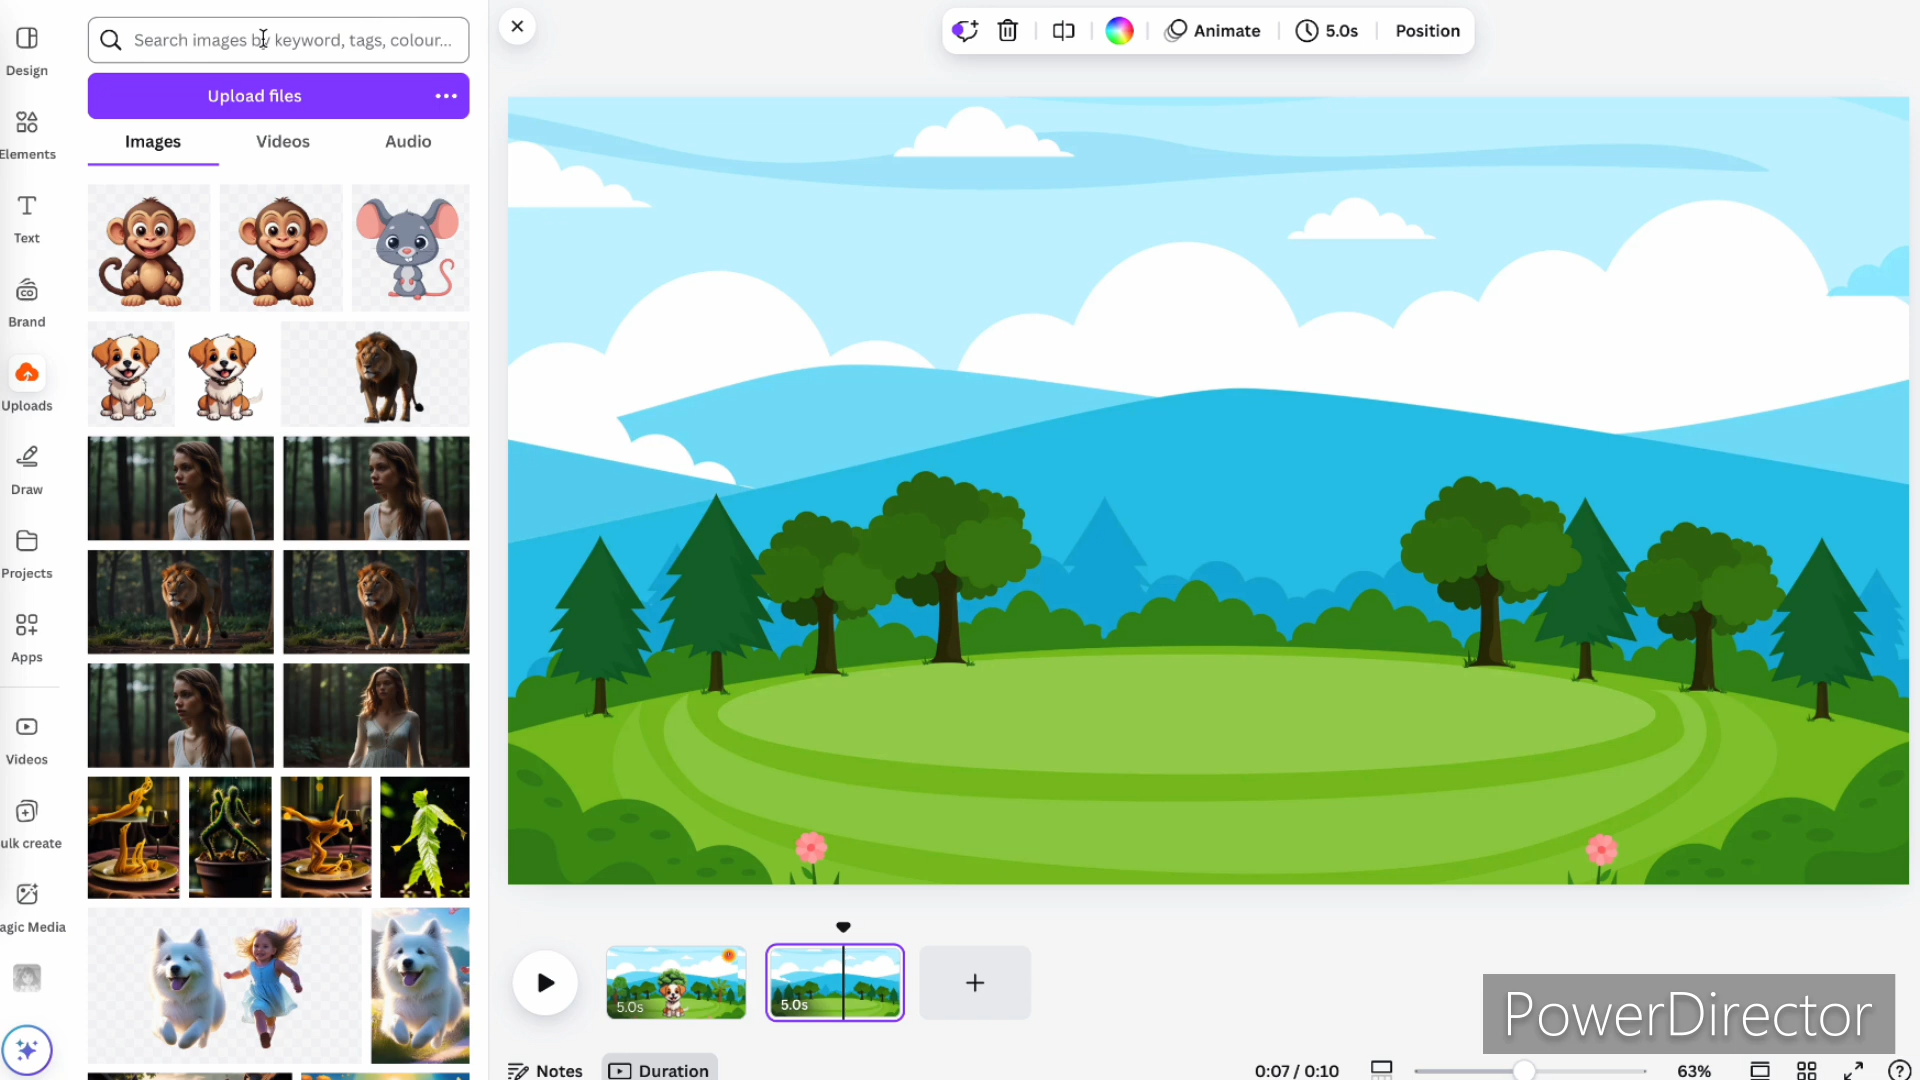 Search images by keyword, tags, colour...
Upload files
Images
Videos
Audio
Design
Elements
Text
CO
Brand
Uploads
Draw
Projects
Apps
Videos
ulk create
agic Media
Animate
5.0s
Position
5.0s
5.0s
PowerDirector
Notes
Duration
0:07 / 0:10
63%